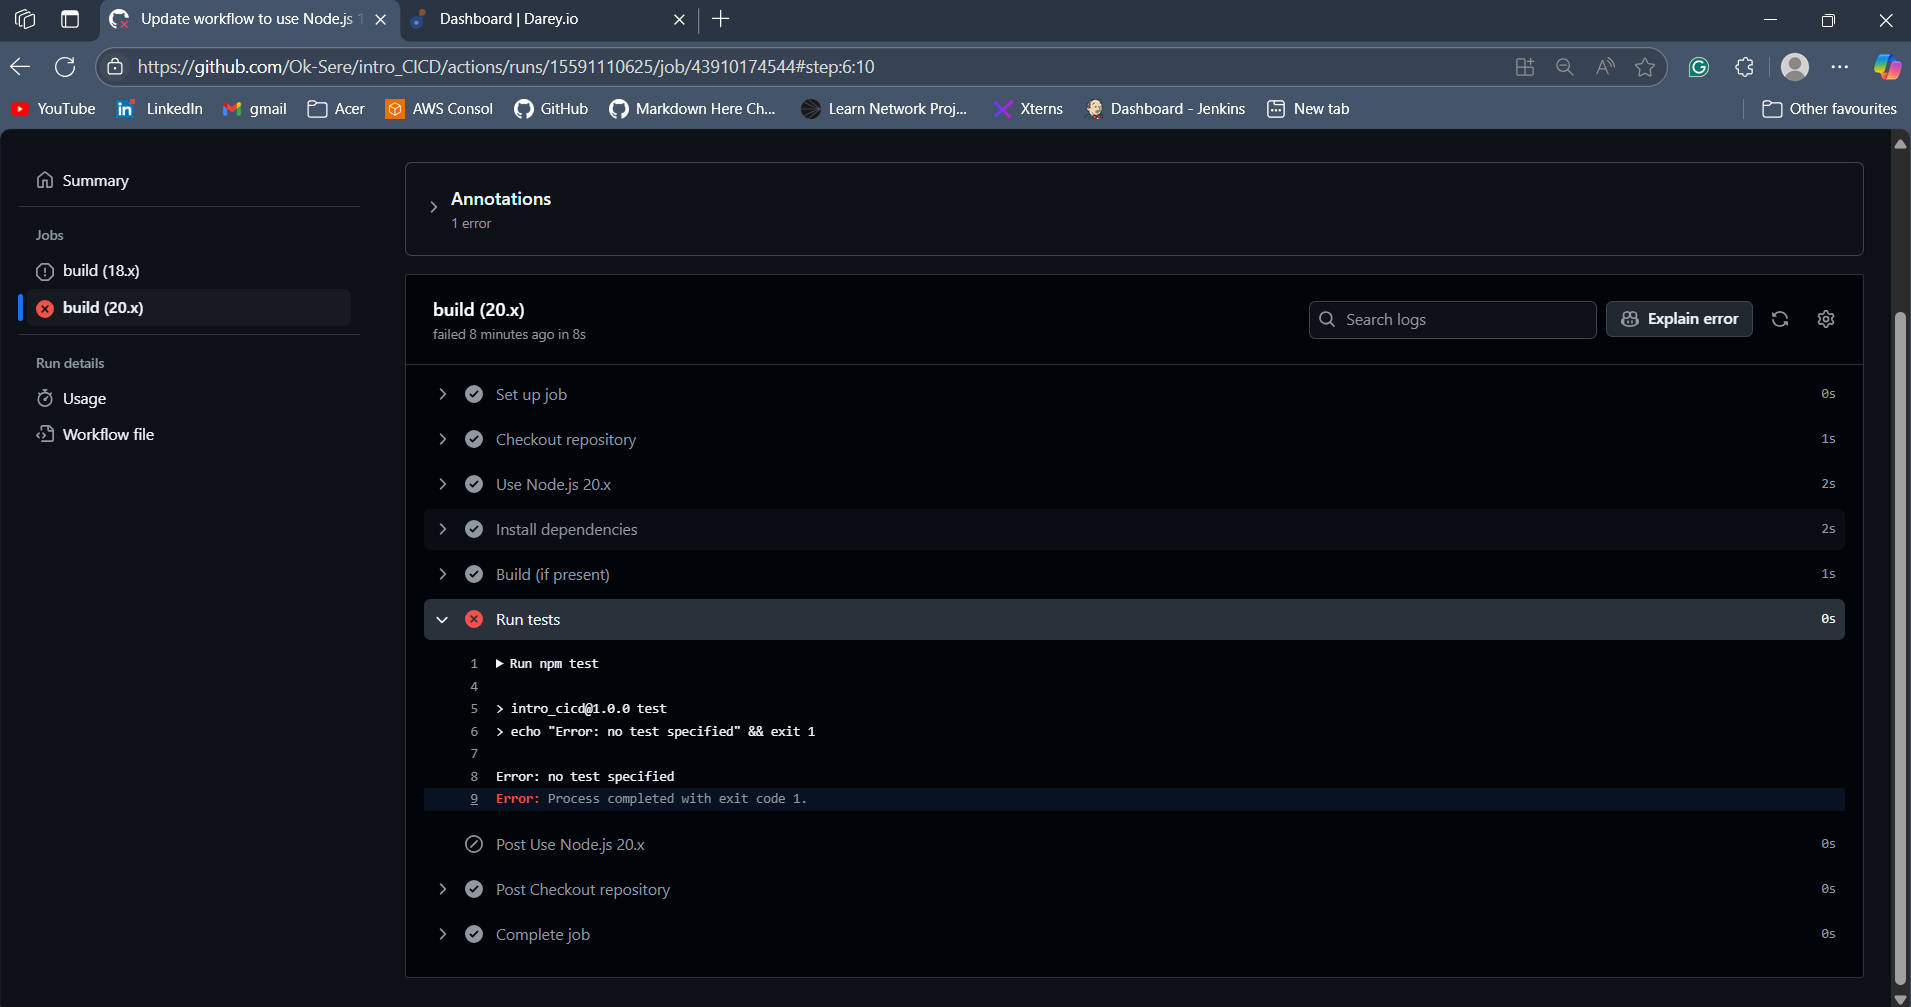 Update workflow to use Node.js 1
Dashboard | Darey.io
https://github.com/Ok-Sere/intro_CICD/actions/runs/15591110625/job/43910174544#step:6:10
YouTube
LinkedIn
gmail
Acer
AWS Consol
GitHub
Markdown Here Ch...
Learn Network Proj...
Xterns
Dashboard - Jenkins
New tab
Other favourites
Summary
Jobs
build (18.x)
build (20.x)
Run details
Usage
Workflow file
Annotations
1 error
build (20.x)
failed 8 minutes ago in 8s
Search logs
Explain error
Set up job 0s
Checkout repository 1s
Use Node.js 20.x 2s
Install dependencies 2s
Build (if present) 1s
Run tests 0s
1 ▶ Run npm test
4
5 > intro_cicd@1.0.0 test
6 > echo "Error: no test specified" && exit 1
7
8 Error: no test specified
9 Error: Process completed with exit code 1.
Post Use Node.js 20.x 0s
Post Checkout repository 0s
Complete job 0s